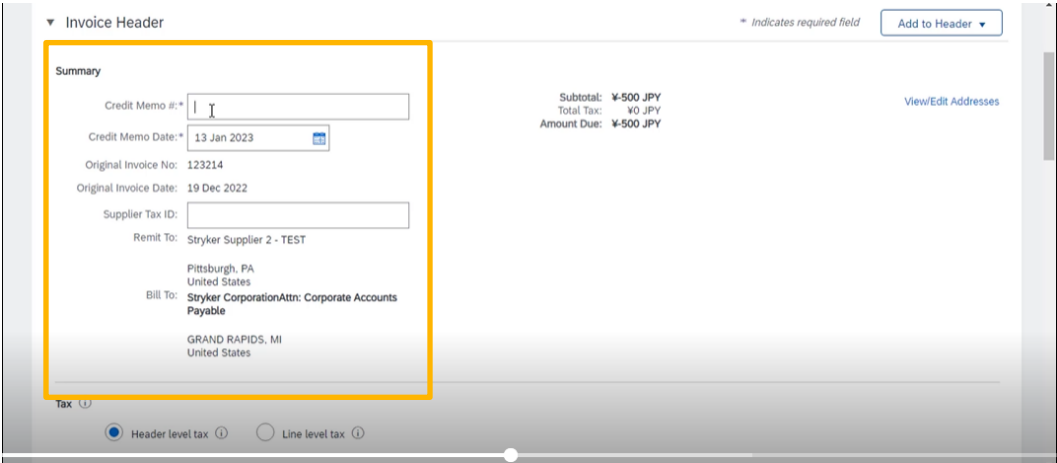 Invoice Header
* Indicates required field
Add to Header
Summary
Credit Memo #:*
Subtotal: ¥-500 JPY
View/Edit Addresses
Total Tax: ¥0 JPY
Amount Due: ¥-500 JPY
Credit Memo Date:* 13 Jan 2023
Original Invoice No: 123214
Original Invoice Date: 19 Dec 2022
Supplier Tax ID:
Remit To: Stryker Supplier 2 - TEST
Pittsburgh, PA
United States
Bill To: Stryker CorporationAttn: Corporate Accounts
Payable
GRAND RAPIDS, MI
United States
Tax
Header level tax
Line level tax